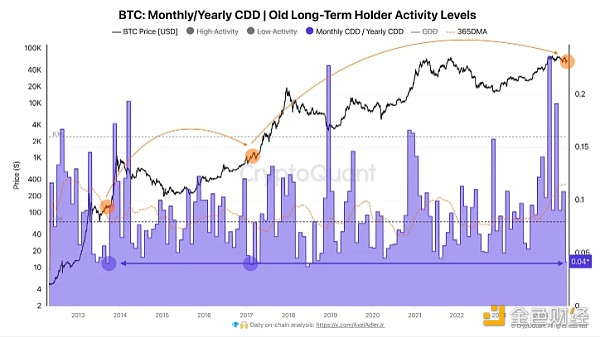 BTC: Monthly/Yearly CDD | Old Long-Term Holder Activity Levels
BTC Price [USD] High-Activity Low-Activity Monthly CDD / Yearly CDD CDD 365DMA
100K
40K
20K
10K
4K
2K
1K
400
200
100
40
20
10
4
2
Price ($)
0.2
0.15
0.1
0.05
0.04*
CryptoQuant
2013 2014 2015 2016 2017 2018 2019 2020 2021 2022
Daily on-chain analysis: https://x.com/AxelAdlerJr
金色财经